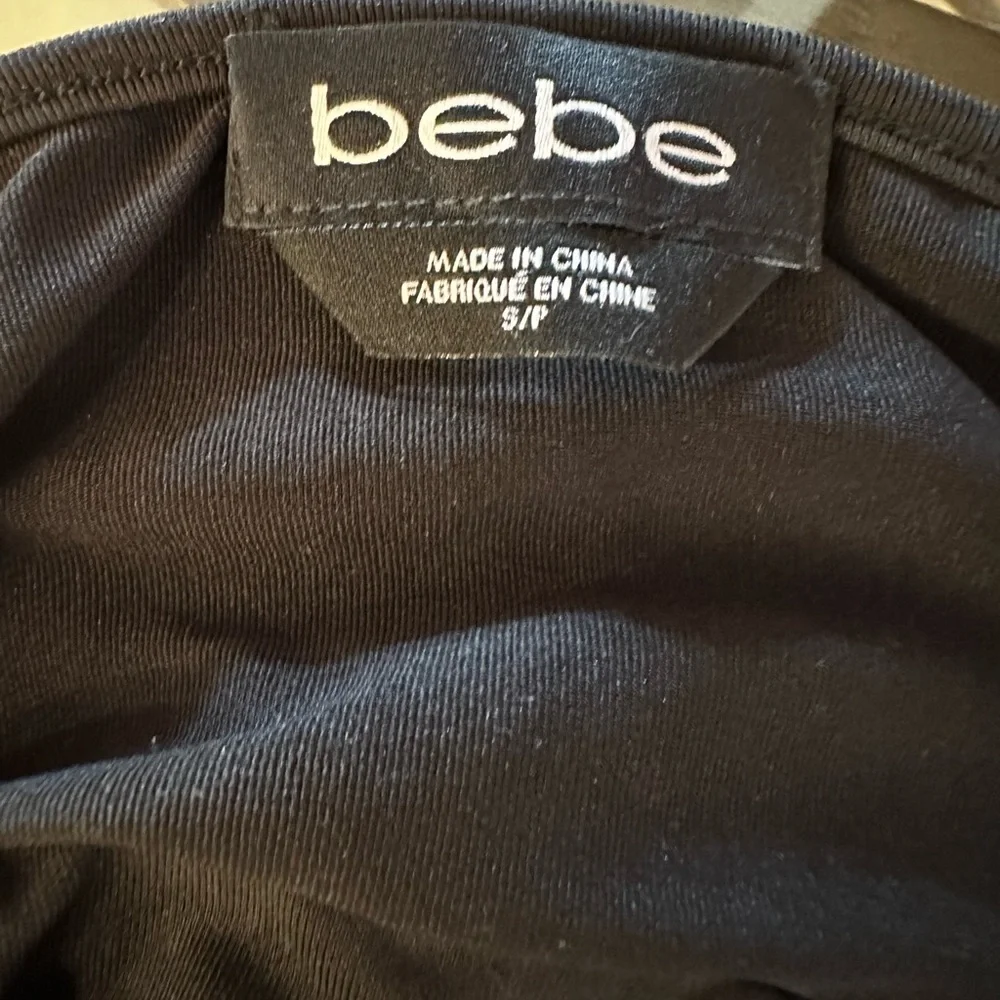 bebe
MADE IN CHINA
FABRIQUÉ EN CHINE
S/P